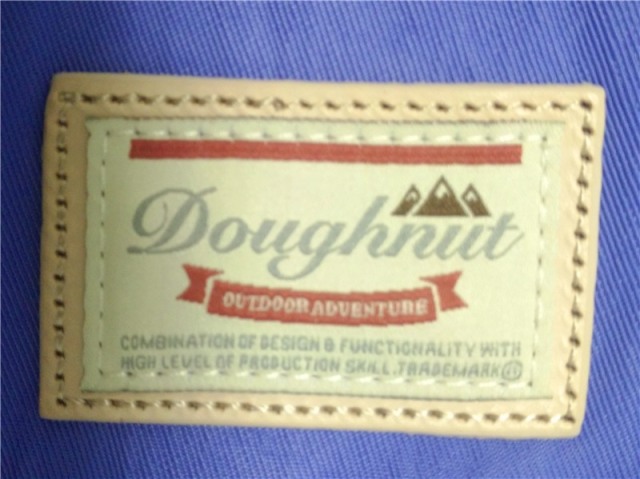 Doughnut
OUTDOOR ADVENTURE
COMBINATION OF DESIGN & FUNCTIONALITY WITH
HIGH LEVEL OF PRODUCTION SKILL.TRADEMARK®